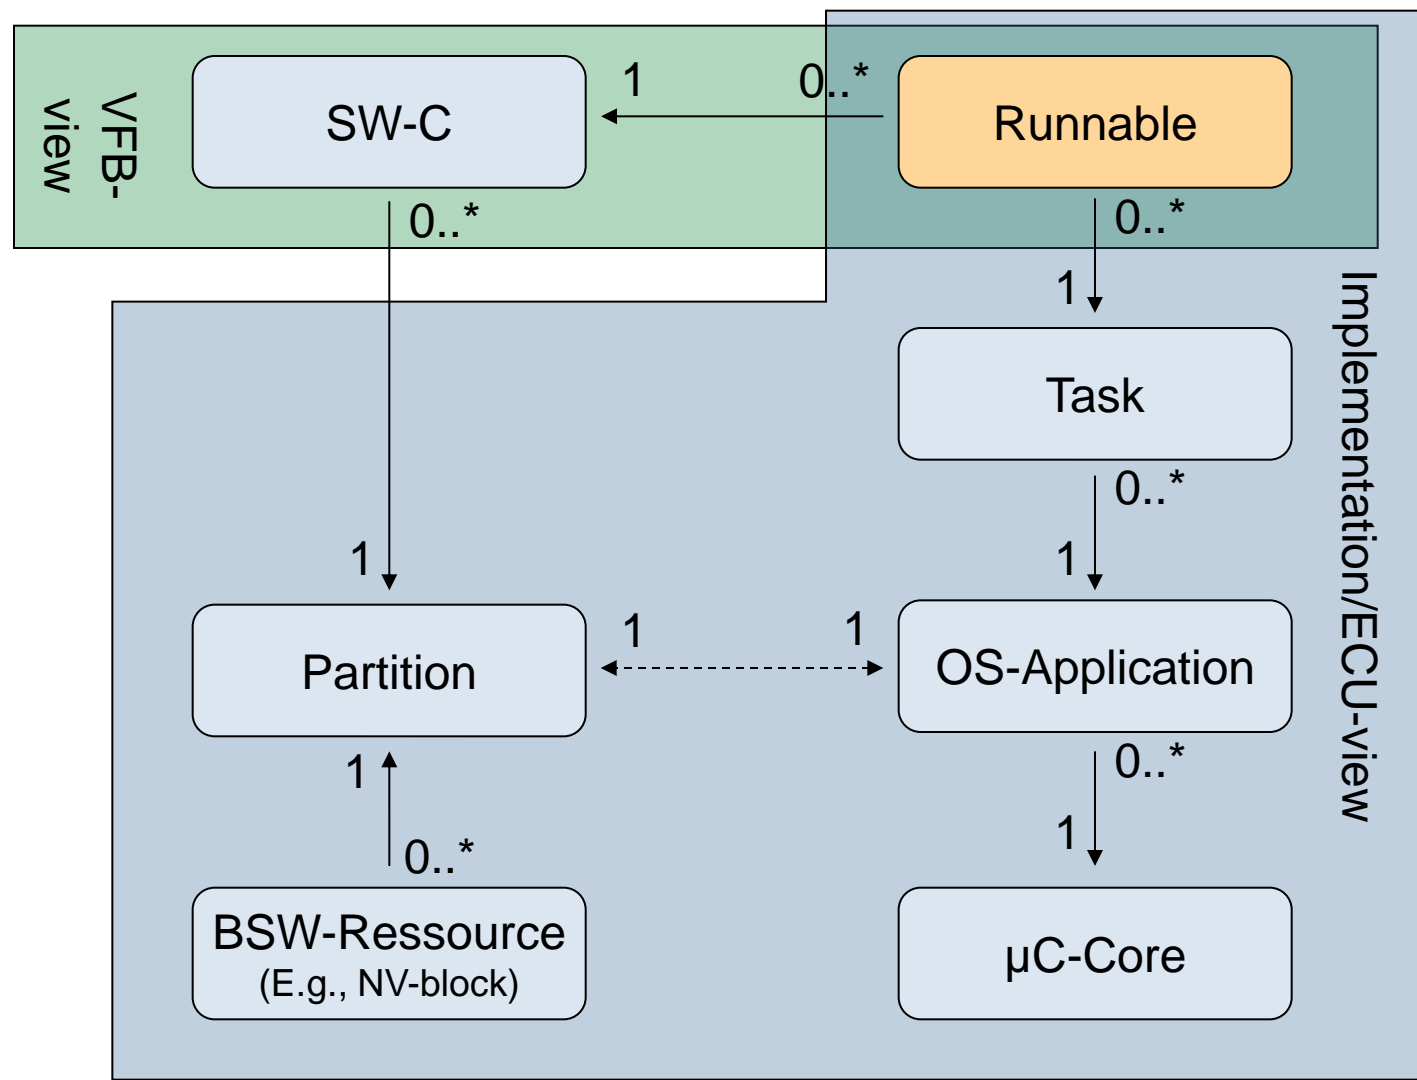 VFB-
view
SW-C
1
0..*
Runnable
0..*
0..*
1
Task
0..*
Implementation/ECU-view
1
1
Partition
1
1
OS-Application
1
0..*
0..*
1
BSW-Ressource
(E.g., NV-block)
µC-Core